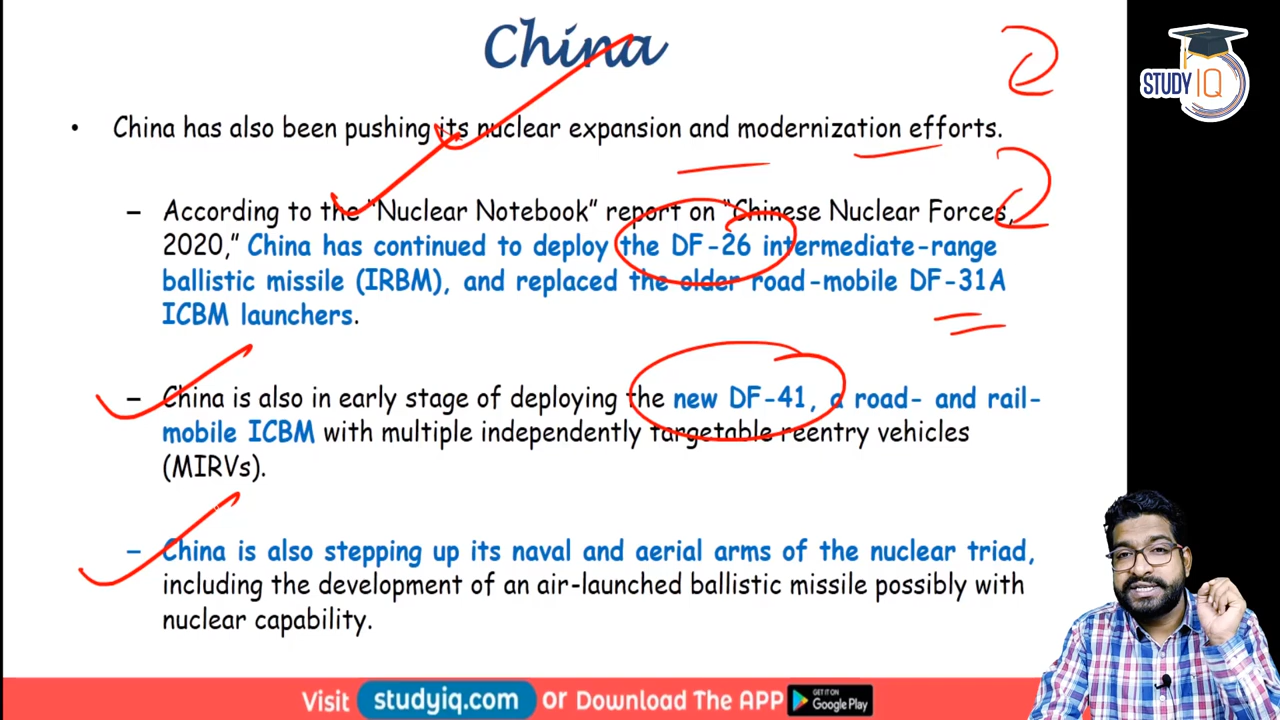 China
STUDY IQ
• China has also been pushing its nuclear expansion and modernization efforts.
– According to the “Nuclear Notebook” report on “Chinese Nuclear Forces,
2020,” China has continued to deploy the DF-26 intermediate-range
ballistic missile (IRBM), and replaced the older road-mobile DF-31A
ICBM launchers.
– China is also in early stage of deploying the new DF-41, a road- and rail-
mobile ICBM with multiple independently targetable reentry vehicles
(MIRVs).
– China is also stepping up its naval and aerial arms of the nuclear triad,
including the development of an air-launched ballistic missile possibly with
nuclear capability.
Visit studyiq.com or Download The APP GET IT ON Google Play